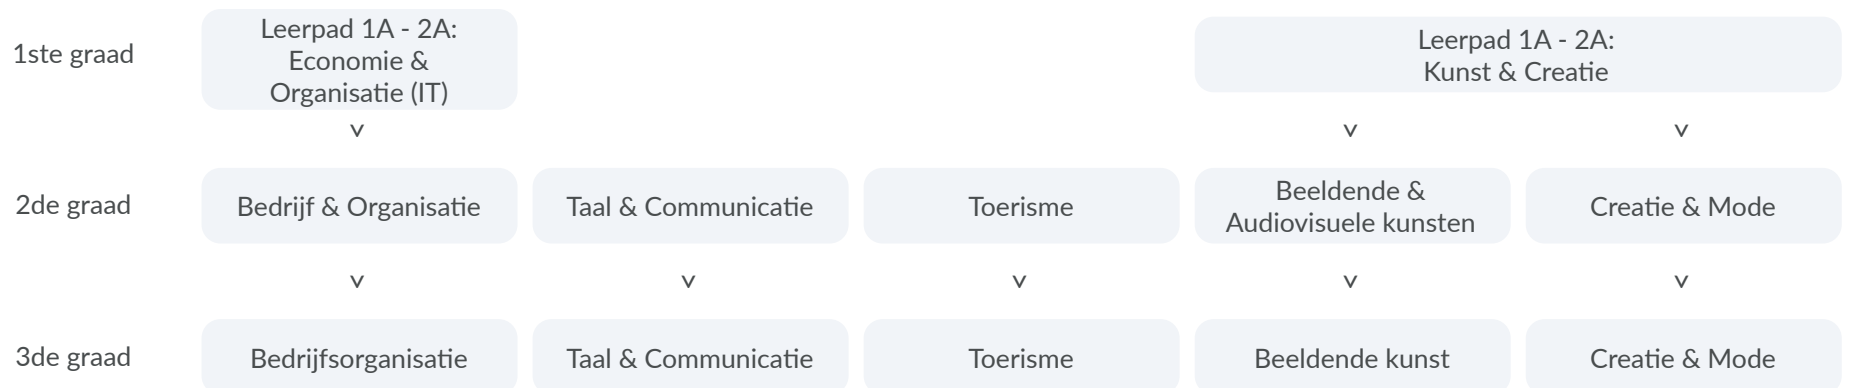 1ste graad
Leerpad 1A - 2A:
Economie &
Organisatie (IT)
Leerpad 1A - 2A:
Kunst & Creatie
2de graad
Bedrijf & Organisatie
Taal & Communicatie
Toerisme
Beeldende &
Audiovisuele kunsten
Creatie & Mode
3de graad
Bedrijfsorganisatie
Taal & Communicatie
Toerisme
Beeldende kunst
Creatie & Mode